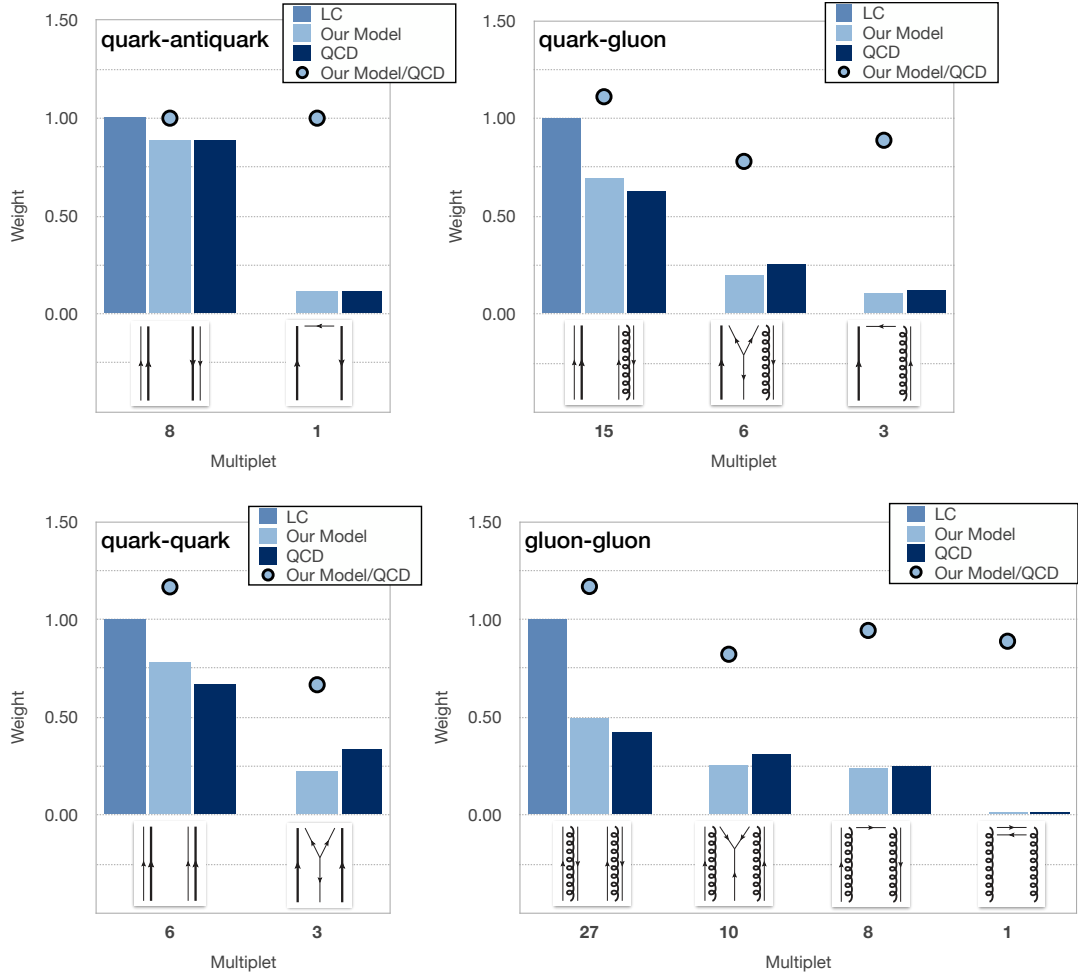 quark-antiquark
LC
Our Model
QCD
Our Model/QCD
1.50
1.00
0.50
0.00
Weight
8 1
Multiplet
quark-gluon
LC
Our Model
QCD
Our Model/QCD
1.50
1.00
0.50
0.00
Weight
15 6 3
Multiplet
quark-quark
LC
Our Model
QCD
Our Model/QCD
1.50
1.00
0.50
0.00
Weight
6 3
Multiplet
gluon-gluon
LC
Our Model
QCD
Our Model/QCD
1.50
1.00
0.50
0.00
Weight
27 10 8 1
Multiplet